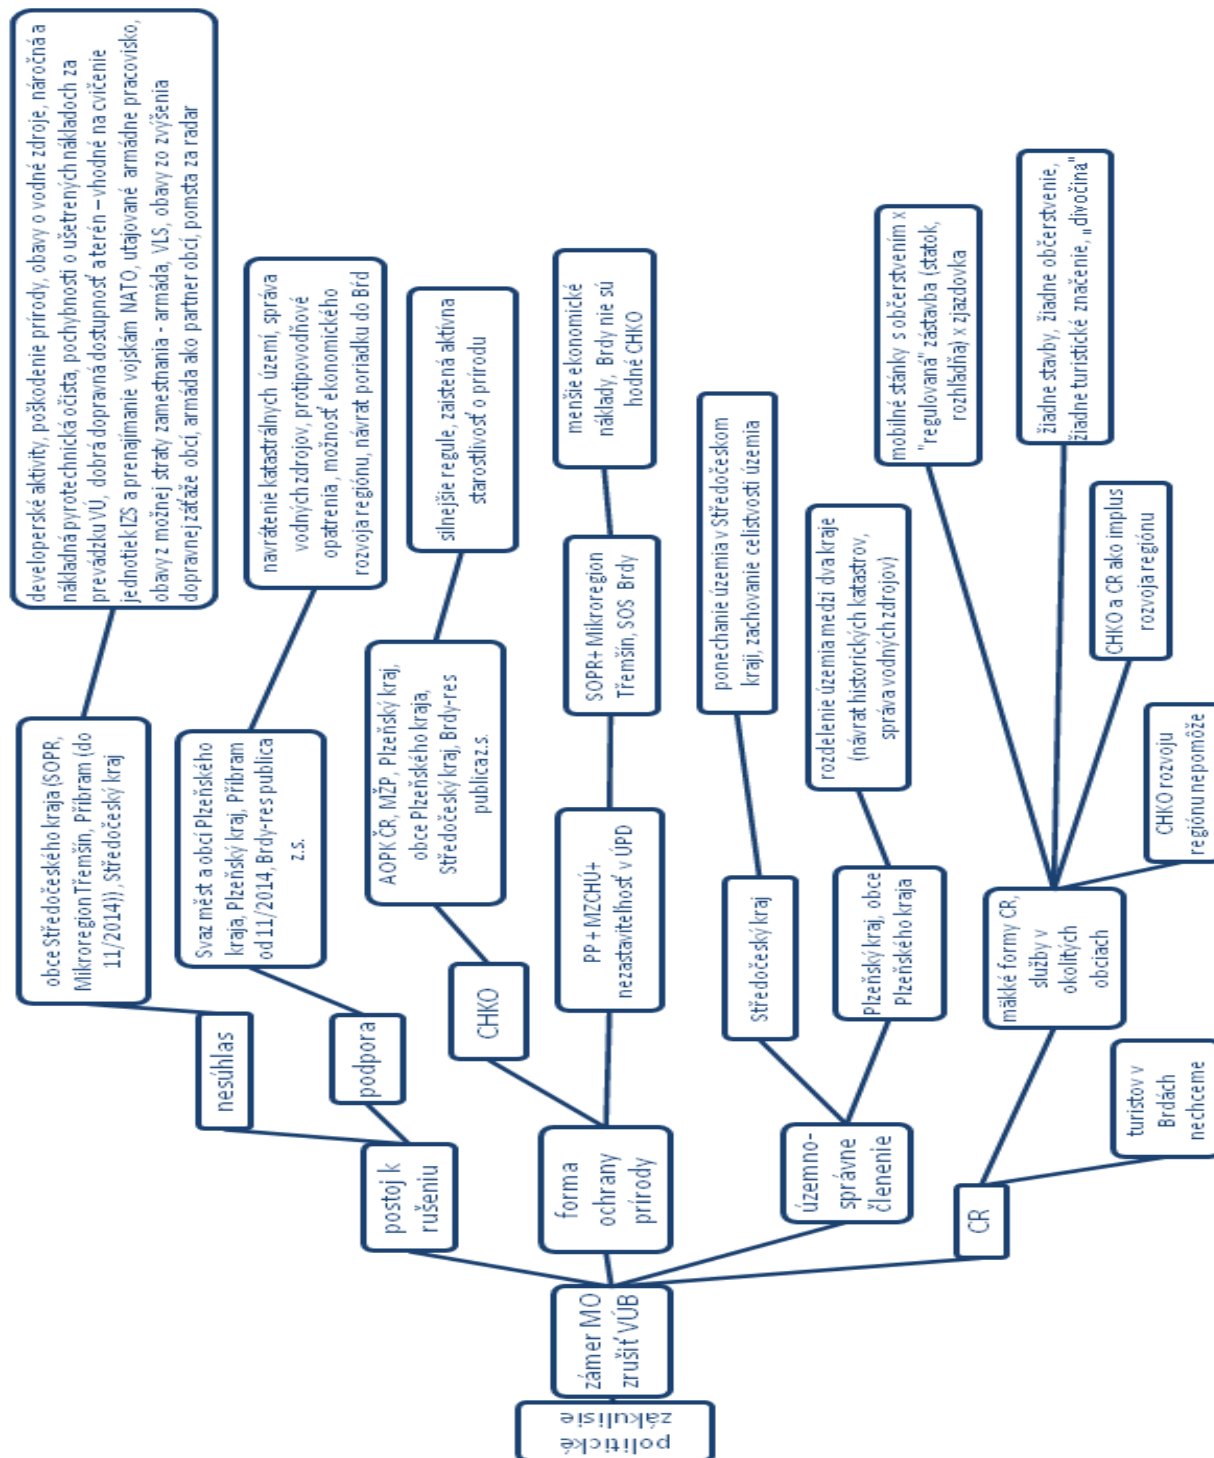 politické
zákulisie
zámer MO
zrušiť VÚB
postoj k
rušeniu
nesúhlas
obce Středočeského kraja (SOPR,
Mikroregion Třemšín, Příbram (do
11/2014)), Středočeský kraj
developerské aktivity, poškodenie prírody, obavy o vodné zdroje, náročná a
nákladná pyrotechnická očista, pochybnosti o ušetrených nákladoch za
prevádzku VÚ, dobrá dopravná dostupnosť a terén – vhodné na cvičenie
jednotiek IZS a prenajímanie vojskám NATO, utajované armádne pracovisko,
obavy z možnej straty zamestnania - armáda, VLS, obavy zo zvýšenia
dopravnej záťaže obcí, armáda ako partner obcí, pomsta za radar
podpora
Svaz měst a obcí Plzeňského
kraja, Plzeňský kraj, Příbram
od 11/2014, Brdy-res publica
z.s.
navrátenie katastrálnych území, správa
vodných zdrojov, protipovodňové
opatrenia , možnosť ekonomického
rozvoja regiónu, návrat poriadku do Bŕd
forma
ochrany
prírody
CHKO
AOPK ČR, MŽP, Plzeňský kraj,
obce Plzeňského kraja,
Středočeský kraj, Brdy-res
publica z.s.
silnejšie regule, zaistená aktívna
starostlivosť o prírodu
PP + MZCHÚ+
nezastaviteľnosť v ÚPD
SOPR+ Mikroregion
Třemšín, SOS Brdy
menšie ekonomické
náklady, Brdy nie sú
hodné CHKO
územno-
správne
členenie
Středočeský kraj
ponechanie územia v Středočeskom
kraji, zachovanie celistvosti územia
Plzeňský kraj, obce
Plzeňského kraja
rozdelenie územia medzi dva kraje
(návrat historických katastrov,
správa vodných zdrojov)
CR
mäkké formy CR,
služby v
okolitých
obciach
mobilné stánky s občerstvením x
"regulovaná" zástavba (statok,
rozhľadňa) x zjazdovka
žiadne stavby, žiadne občerstvenie,
žiadne turistické značenie, „divočina"
CHKO a CR ako implus
rozvoja regiónu
CHKO rozvoju
regiónu nepomôže
turistov v
Brdách
nechceme